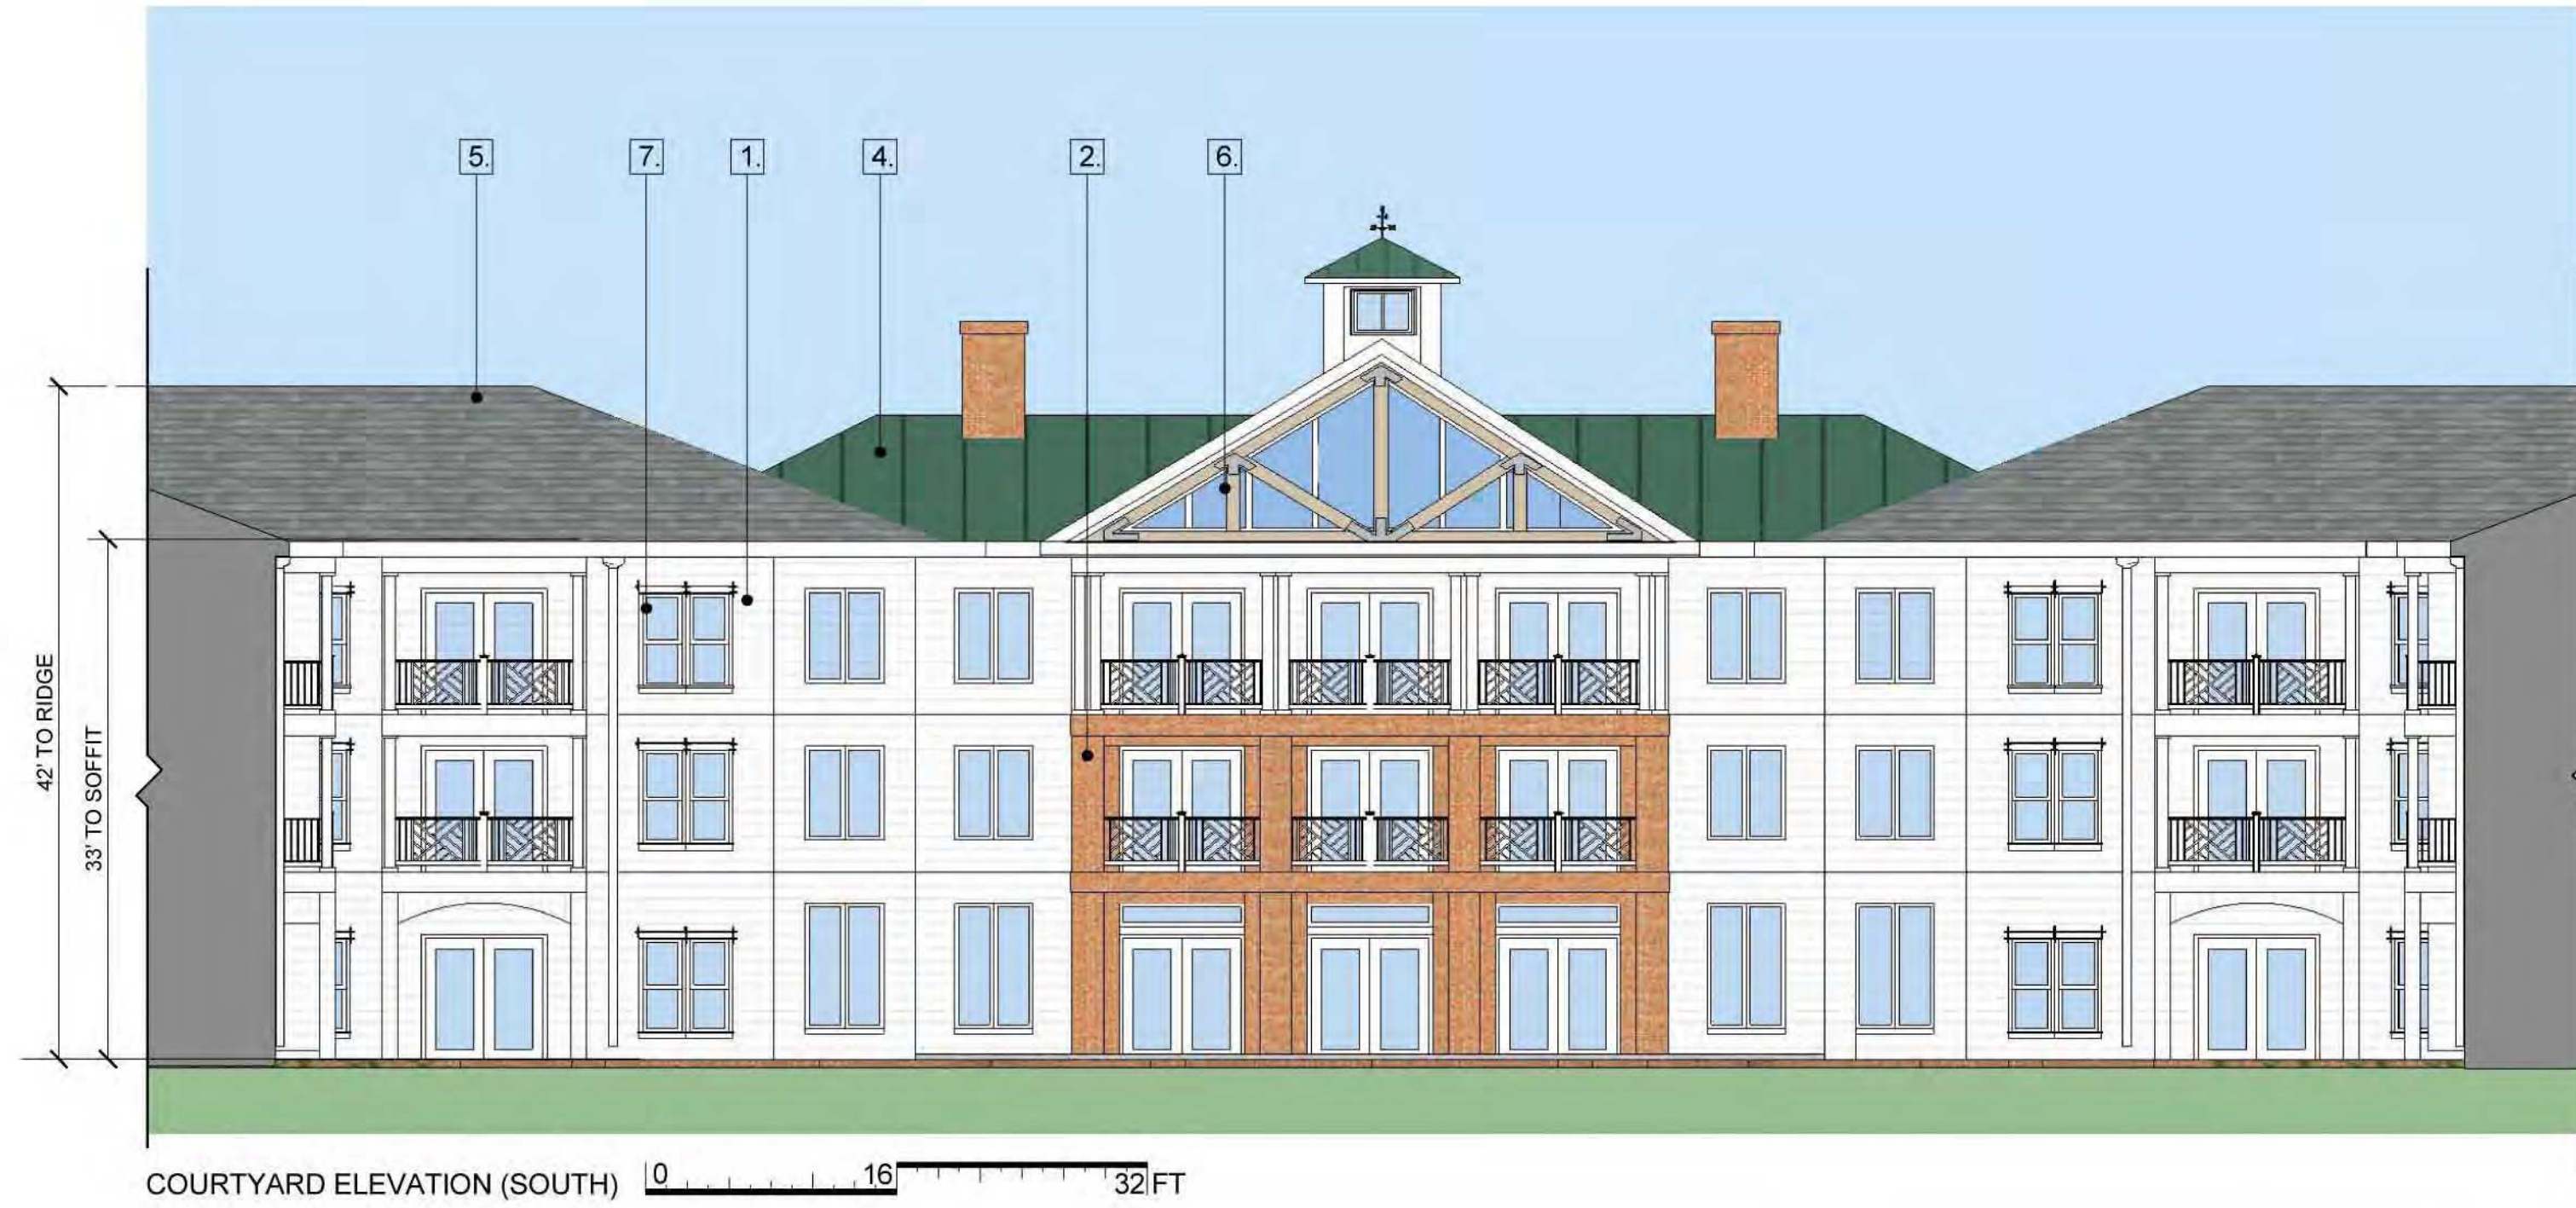 5.
7.
1.
4.
2.
6.
42' TO RIDGE
33' TO SOFFIT
COURTYARD ELEVATION (SOUTH)
0 16 32 FT